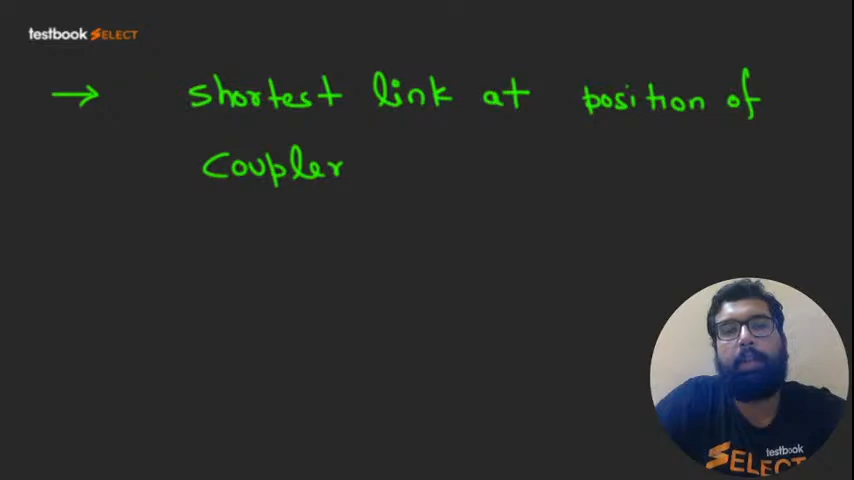 testbook SELECT
→ shortest link at position of
coupler
testbook
SELECT